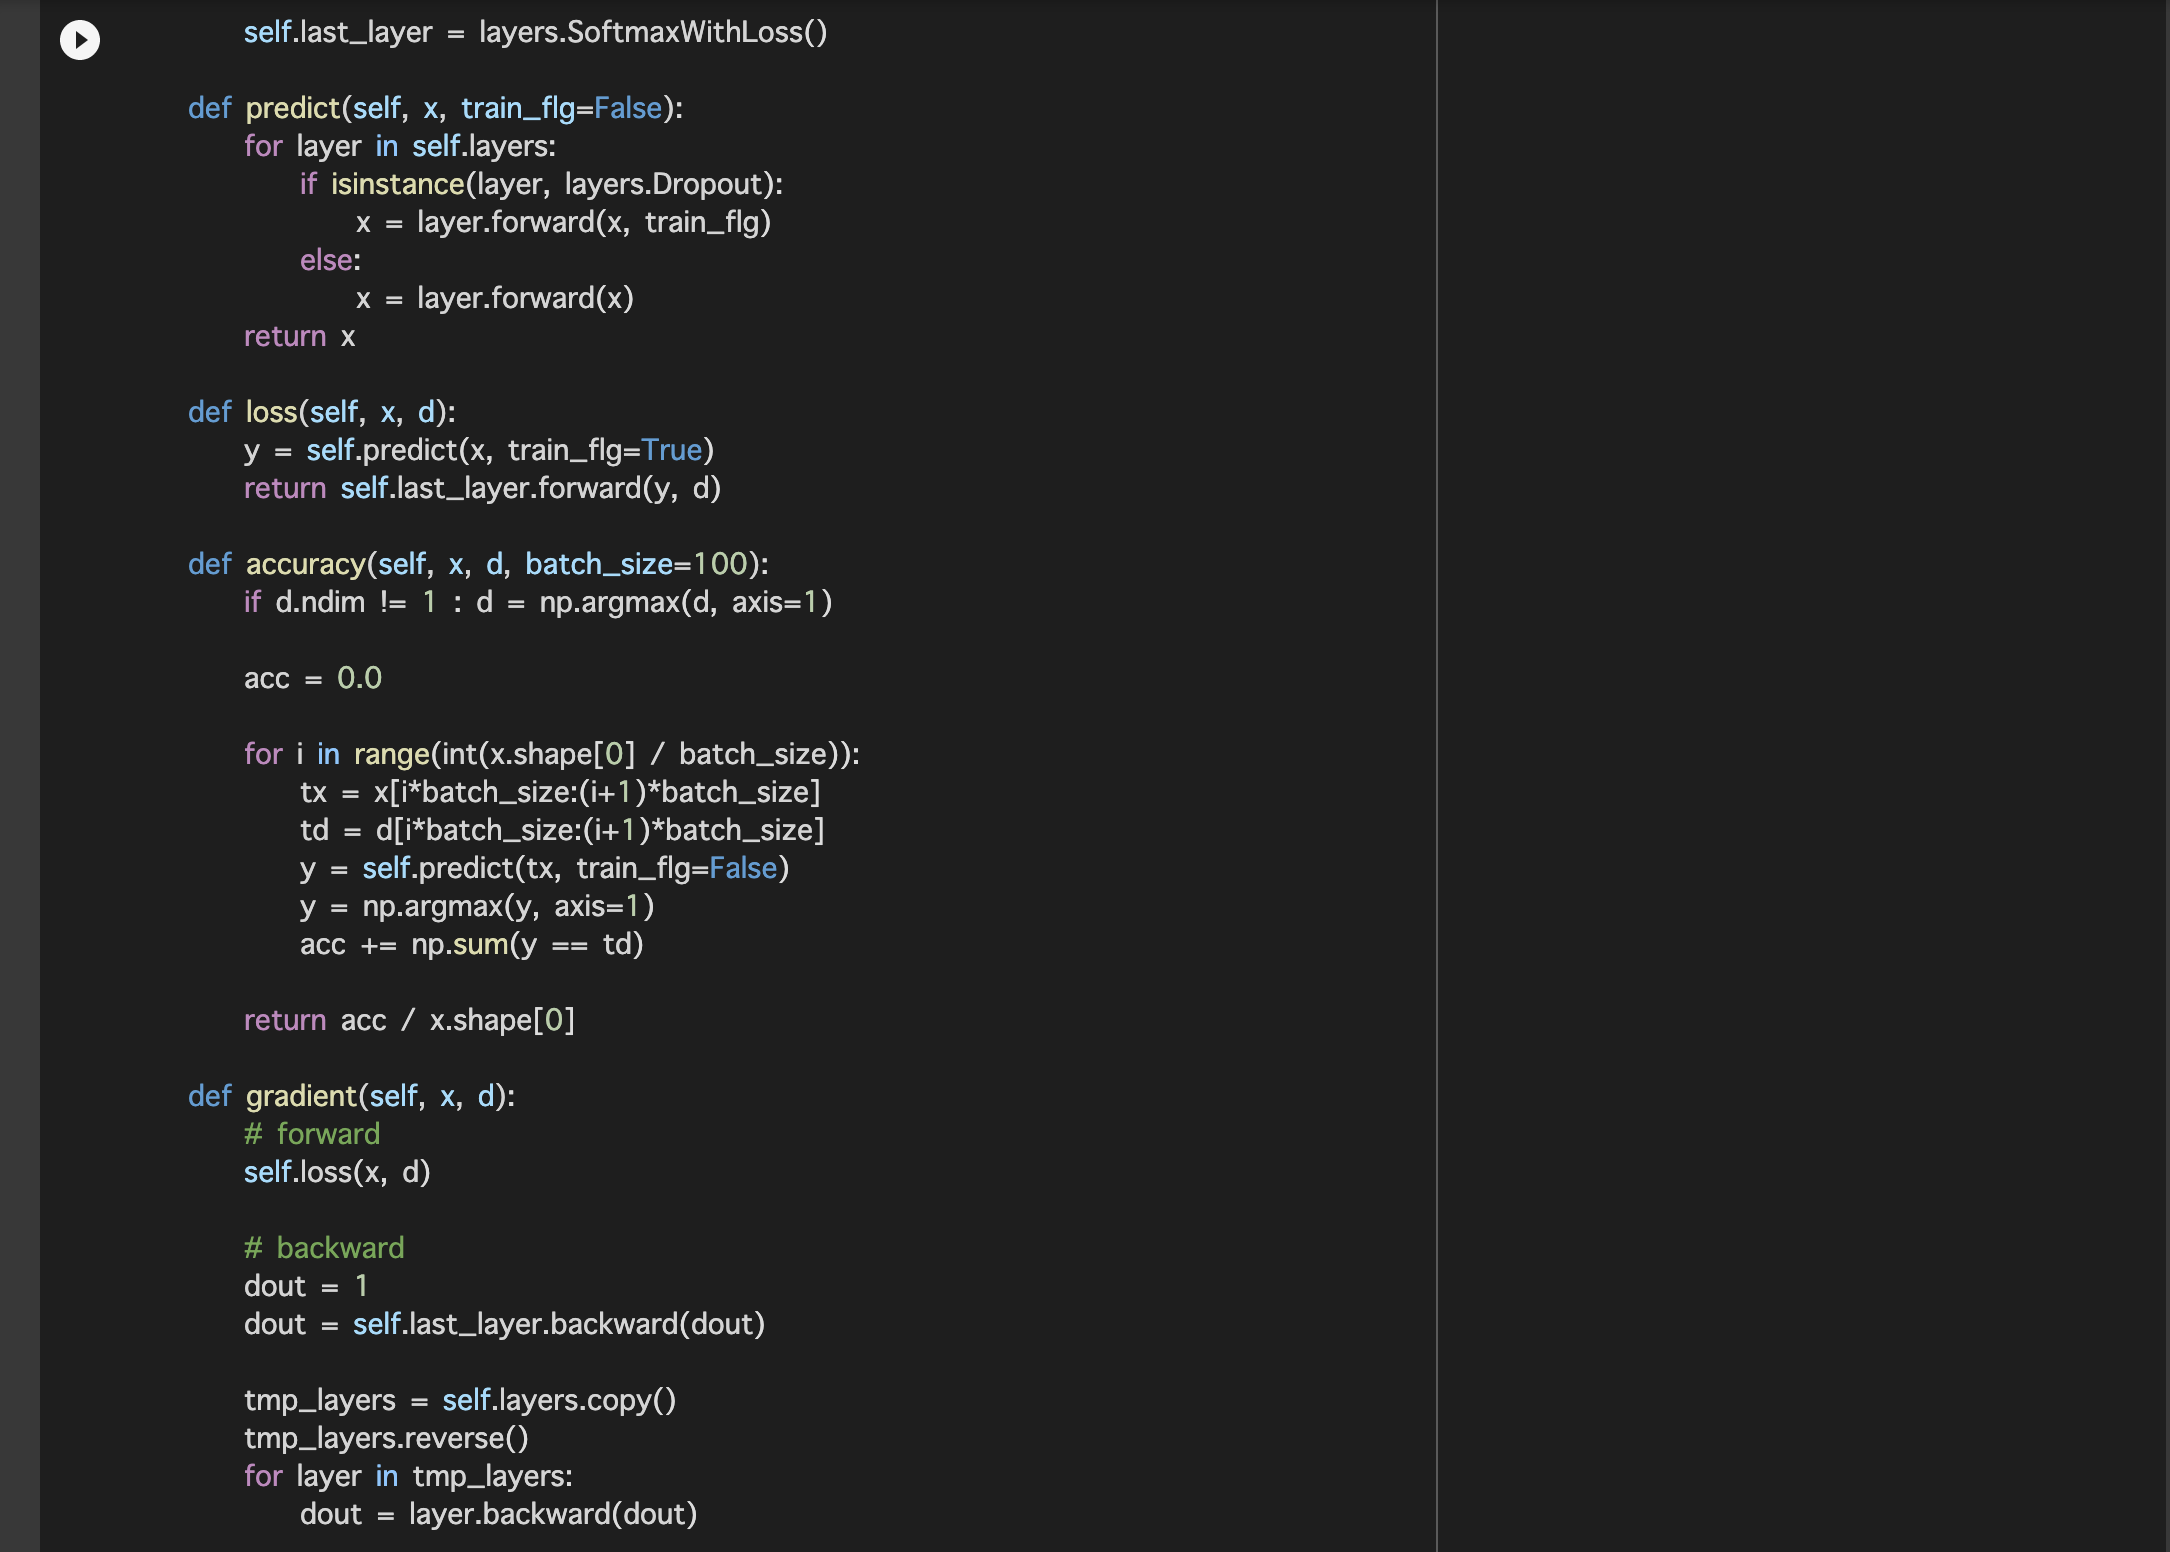 self.last_layer = layers.SoftmaxWithLoss()
def predict(self, x, train_flg=False):
for layer in self.layers:
if isinstance(layer, layers.Dropout):
x = layer.forward(x, train_flg)
else:
x = layer.forward(x)
return x
def loss(self, x, d):
y = self.predict(x, train_flg=True)
return self.last_layer.forward(y, d)
def accuracy(self, x, d, batch_size=100):
if d.ndim != 1 : d = np.argmax(d, axis=1)
acc = 0.0
for i in range(int(x.shape[0] / batch_size)):
tx = x[i*batch_size:(i+1)*batch_size]
td = d[i*batch_size:(i+1)*batch_size]
y = self.predict(tx, train_flg=False)
y = np.argmax(y, axis=1)
acc += np.sum(y == td)
return acc / x.shape[0]
def gradient(self, x, d):
# forward
self.loss(x, d)
# backward
dout = 1
dout = self.last_layer.backward(dout)
tmp_layers = self.layers.copy()
tmp_layers.reverse()
for layer in tmp_layers:
dout = layer.backward(dout)